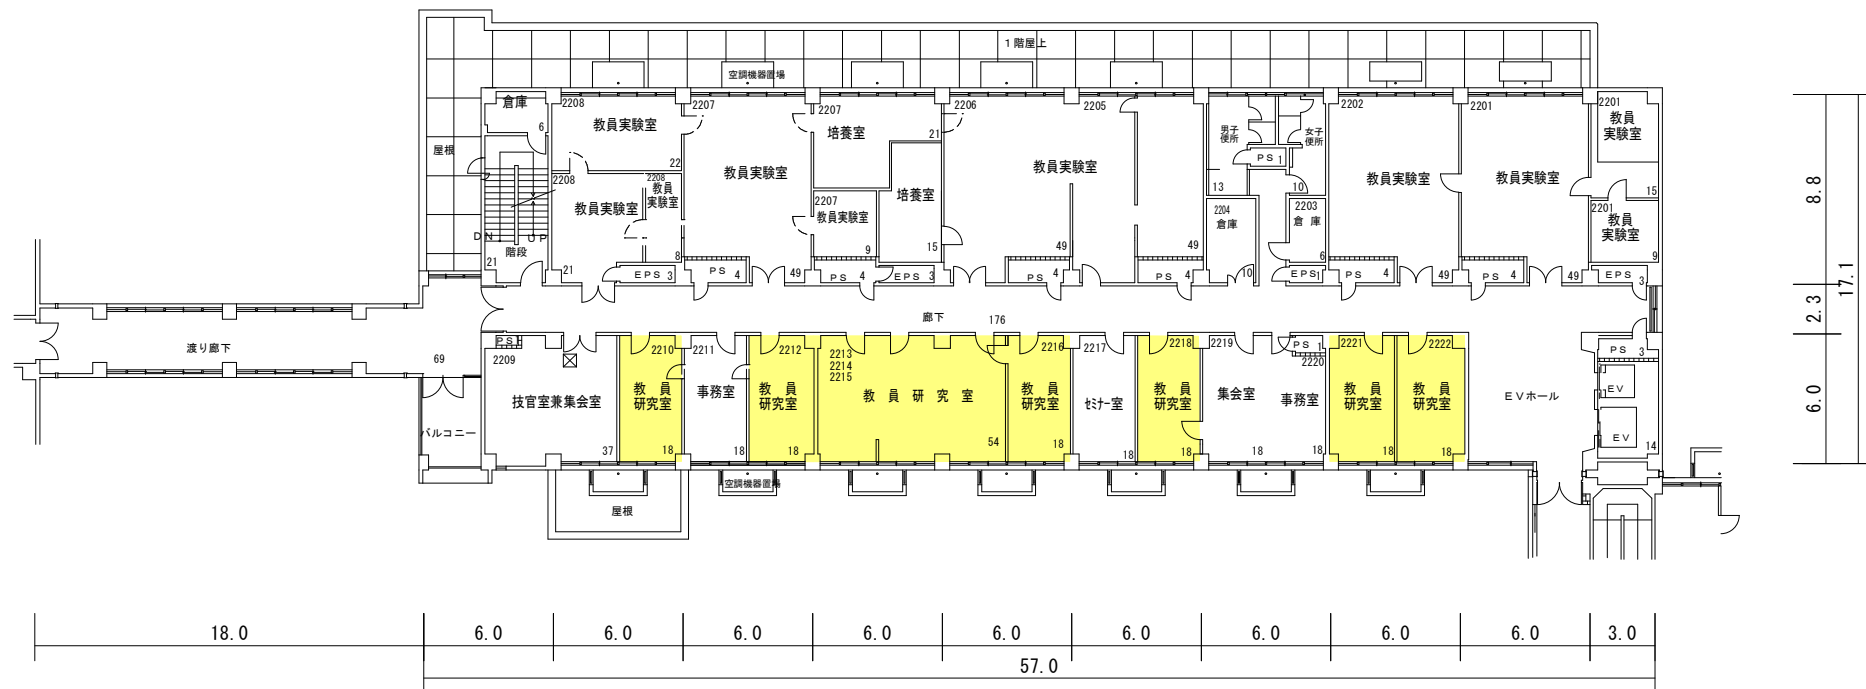 1階屋上
空調機器置場
倉庫
6
屋根
2208
教員実験室
22
2207
教員実験室
49
2207
培養室
21
培養室
15
2207
教員実験室
9
2206
2205
教員実験室
49
49
男子
便所
13
女子
便所
10
PS 1
2204
倉庫
10
2203
倉庫
6
2202
教員実験室
49
2201
教員実験室
49
2201
教員
実験室
15
2201
教員
実験室
9
DN
UP
階段
21
2208
教員実験室
21
2208
教員
実験室
8
EPS 3
PS 4
PS 4
EPS 3
PS 4
PS 4
EPS 1
PS 4
PS 4
EPS 3
廊下
176
渡り廊下
69
バルコニー
PS
2209
技官室兼集会室
37
2210
教員
研究室
18
2211
事務室
18
2212
教員
研究室
18
2213
2214
2215
教員研究室
54
2216
教員
研究室
18
2217
セミナー室
18
2218
教員
研究室
18
2219
集会室
18
PS 1
2220
事務室
18
2221
教員
研究室
18
2222
教員
研究室
18
EVホール
PS 3
EV
EV
14
空調機器置場
屋根
8.8
2.3
6.0
17.1
18.0
6.0
6.0
6.0
6.0
6.0
6.0
6.0
6.0
6.0
3.0
57.0